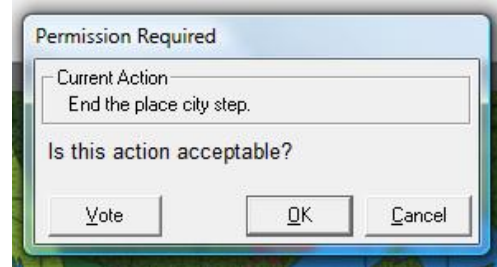 Permission Required
Current Action
End the place city step.
Is this action acceptable?
Vote OK Cancel